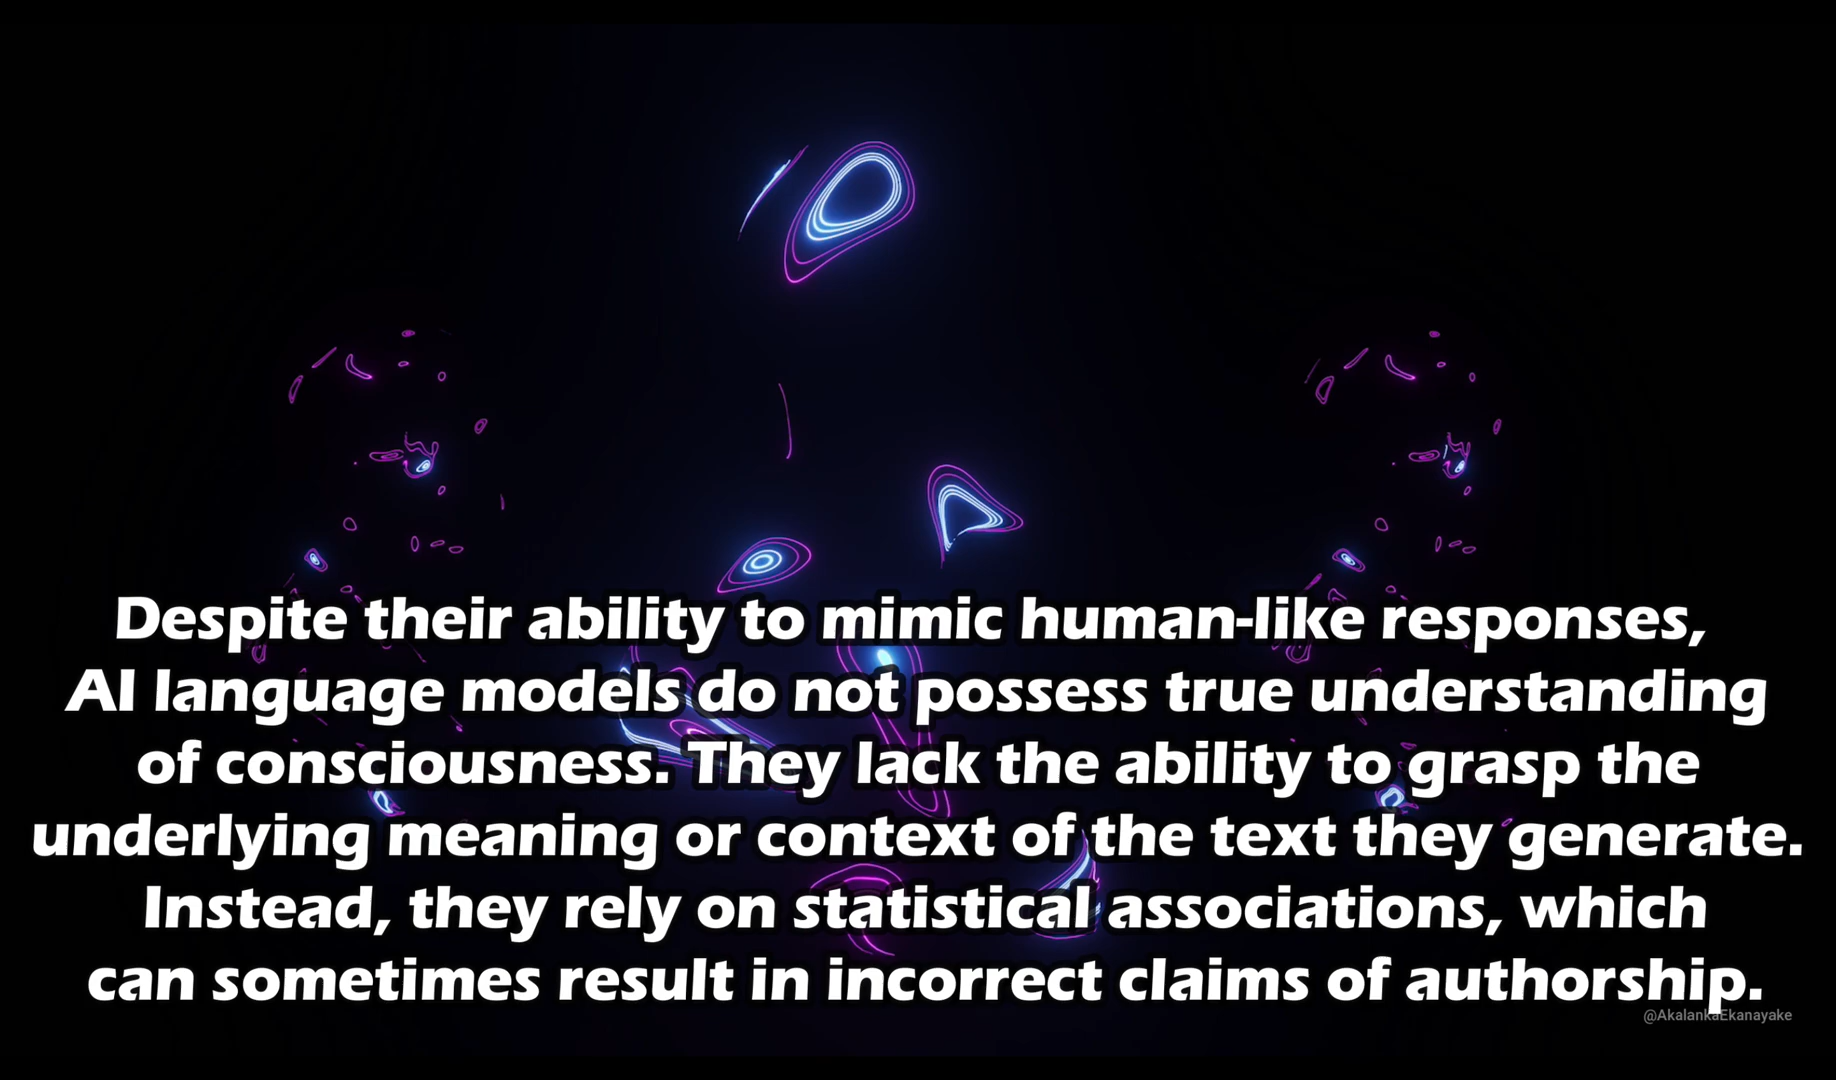 Despite their ability to mimic human-like responses,
AI language models do not possess true understanding
of consciousness. They lack the ability to grasp the
underlying meaning or context of the text they generate.
Instead, they rely on statistical associations, which
can sometimes result in incorrect claims of authorship.
@AkalankaEkanayake